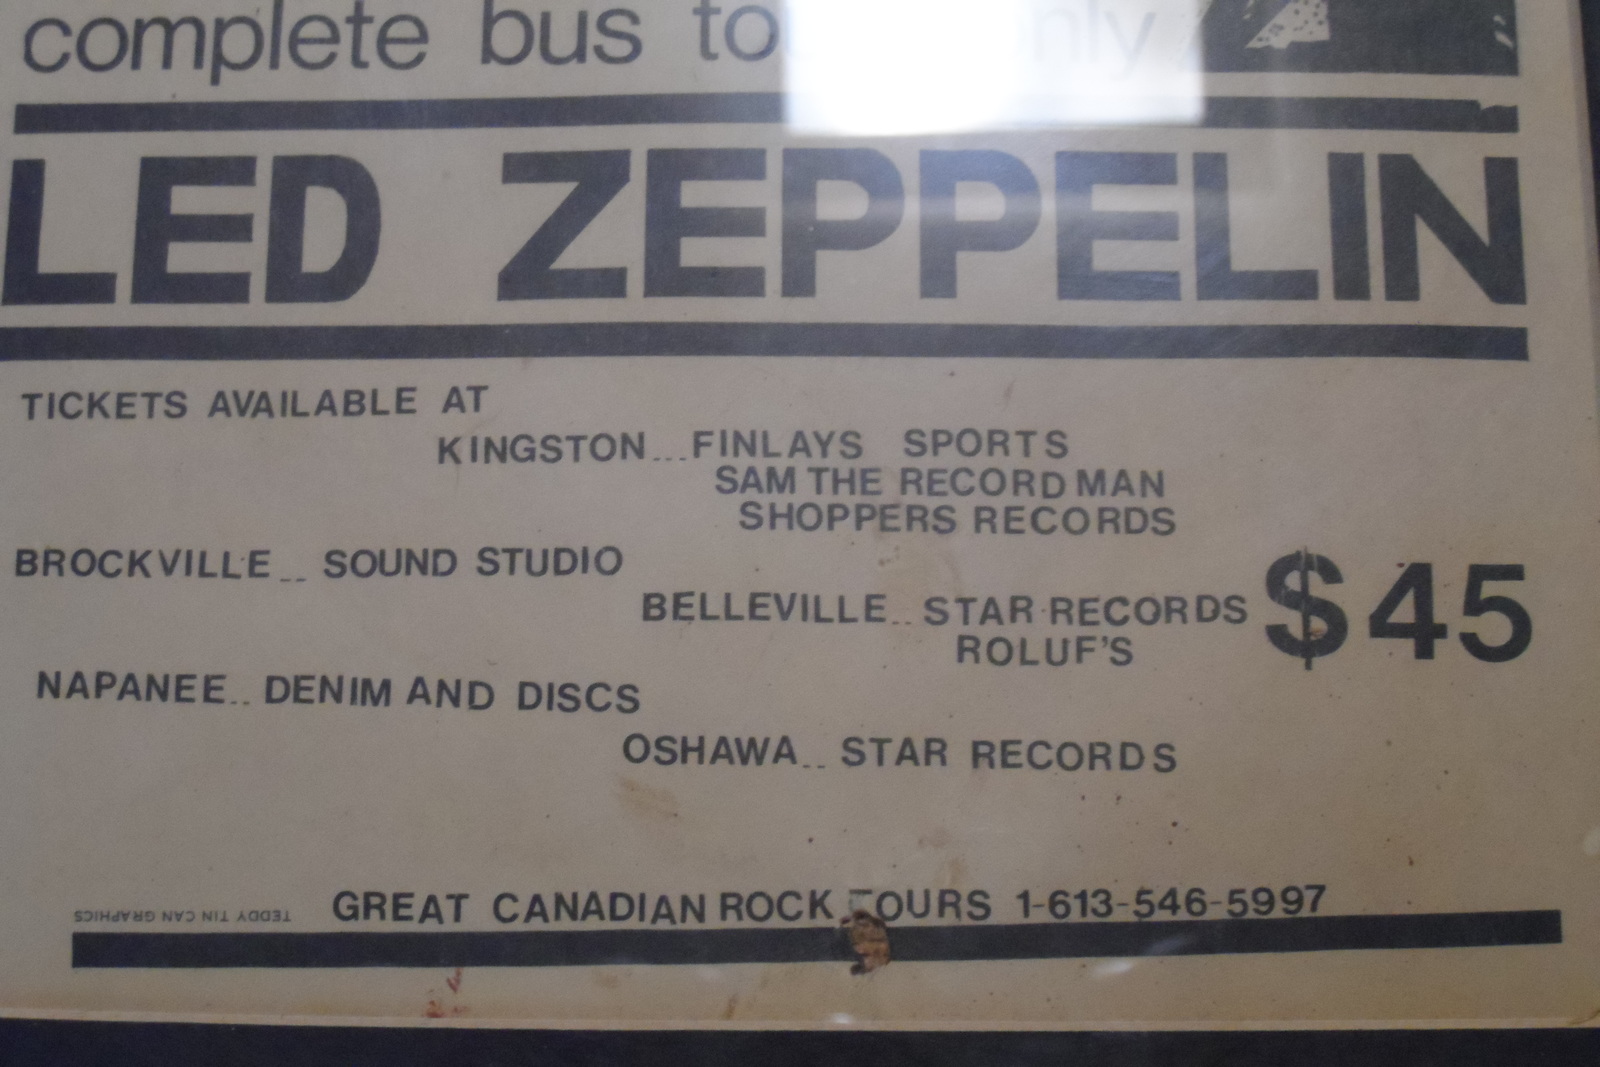 complete bus to nly
LED ZEPPELIN
TICKETS AVAILABLE AT
KINGSTON...FINLAYS SPORTS
SAM THE RECORD MAN
SHOPPERS RECORDS
BROCKVILLE.. SOUND STUDIO
BELLEVILLE.. STAR RECORDS
ROLUF'S
$45
NAPANEE.. DENIM AND DISCS
OSHAWA.. STAR RECORDS
TEDDY TIN CAN GRAPHICS
GREAT CANADIAN ROCK TOURS 1-613-546-5997